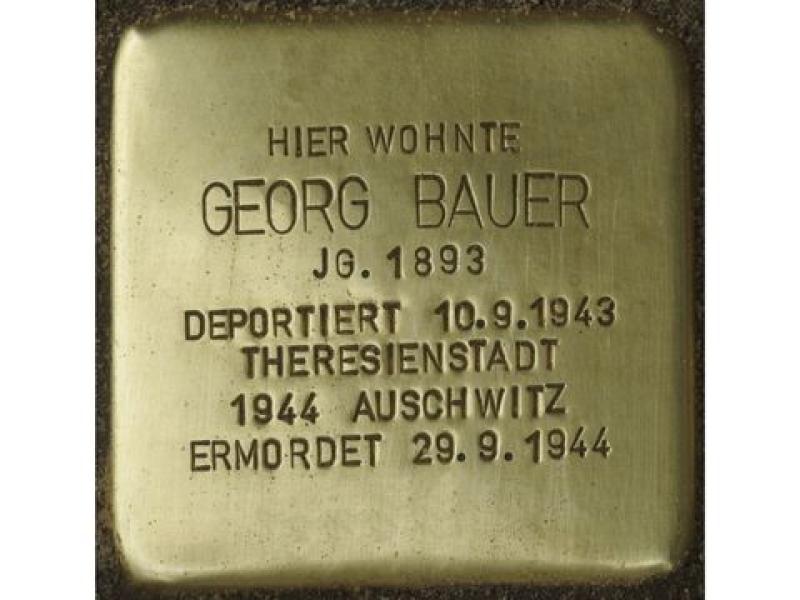 HIER WOHNTE
GEORG BAUER
JG. 1893
DEPORTIERT 10.9.1943
THERESIENSTADT
1944 AUSCHWITZ
ERMORDET 29.9.1944